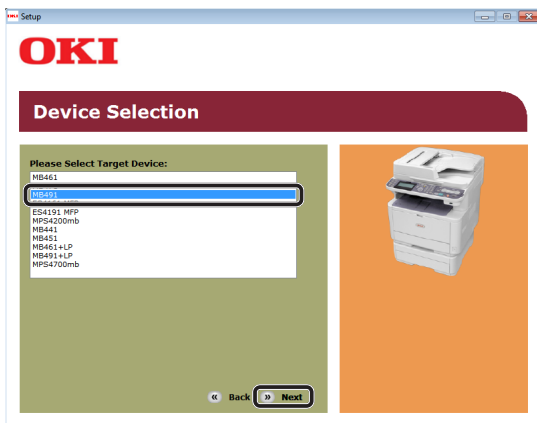 Setup
OKI
Device Selection
Please Select Target Device:
MB461
MB491
ES4191 MFP
MPS4200mb
MB441
MB451
MB461+LP
MB491+LP
MPS4700mb
Back
Next